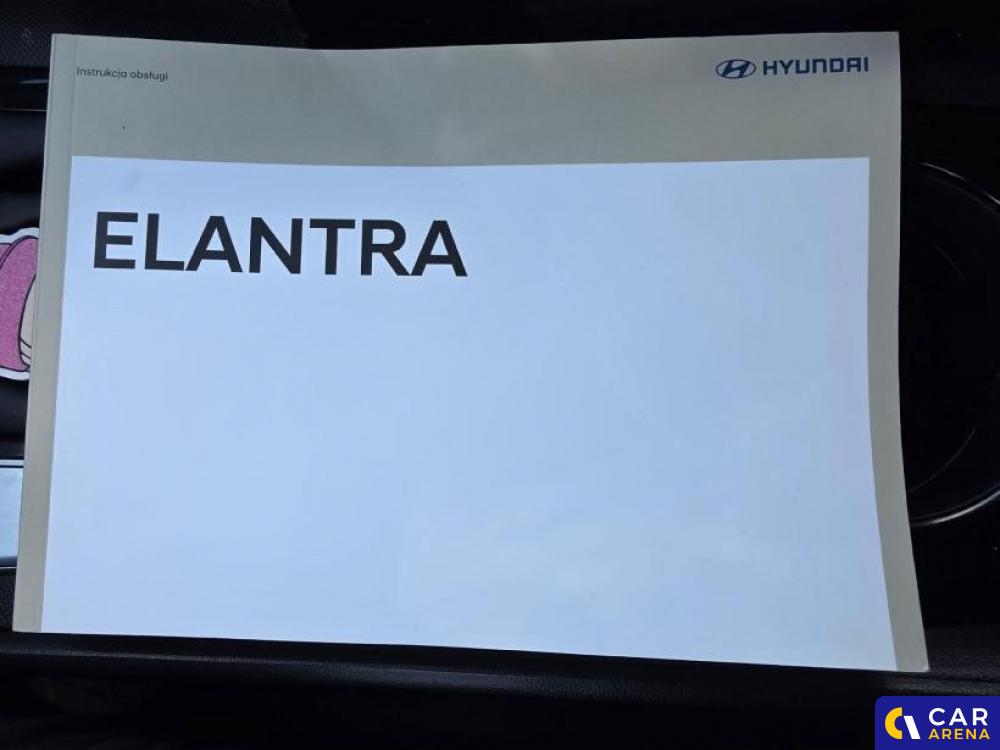 Instrukcja obsługi
HYUNDAI
ELANTRA
CAR
ARENA